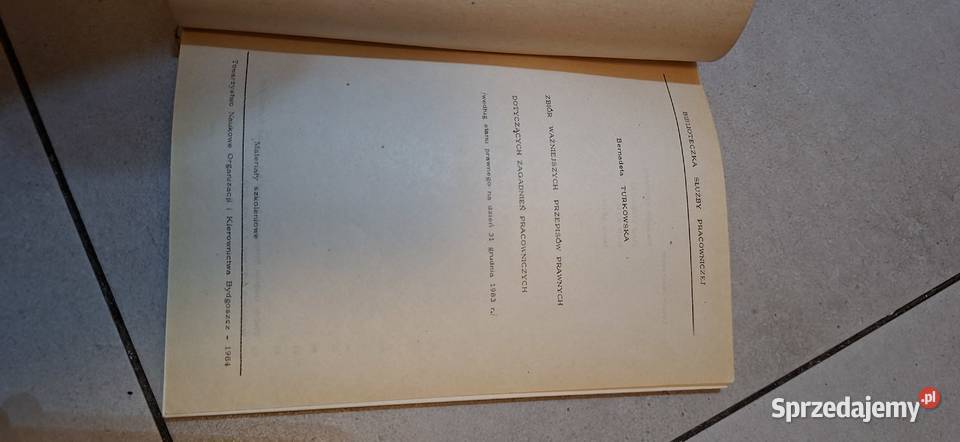 BIBLIOTECZKA SŁUŻBY PRACOWNICZEJ
Bernadeta TURKOWSKA
ZBIÓR WAŻNIEJSZYCH PRZEPISÓW PRAWNYCH
DOTYCZĄCYCH ZAGADNIEŃ PRACOWNICZYCH
/według stanu prawnego na dzień 31 grudnia 1983 r./
Materiały szkoleniowe
Towarzystwo Naukowe Organizacji i Kierownictwa Bydgoszcz - 1984
Sprzedajemy.pl